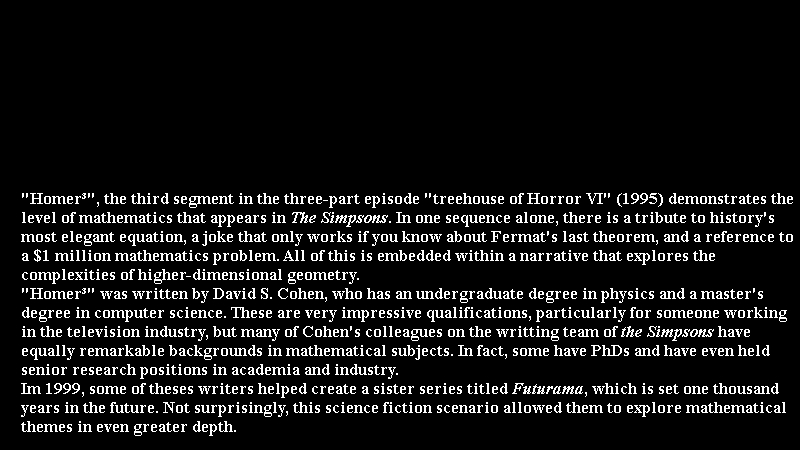 "Homer³", the third segment in the three-part episode "treehouse of Horror VI" (1995) demonstrates the
level of mathematics that appears in The Simpsons. In one sequence alone, there is a tribute to history's
most elegant equation, a joke that only works if you know about Fermat's last theorem, and a reference to
a $1 million mathematics problem. All of this is embedded within a narrative that explores the
complexities of higher-dimensional geometry.
"Homer³" was written by David S. Cohen, who has an undergraduate degree in physics and a master's
degree in computer science. These are very impressive qualifications, particularly for someone working
in the television industry, but many of Cohen's colleagues on the writting team of the Simpsons have
equally remarkable backgrounds in mathematical subjects. In fact, some have PhDs and have even held
senior research positions in academia and industry.
Im 1999, some of theses writers helped create a sister series titled Futurama, which is set one thousand
years in the future. Not surprisingly, this science fiction scenario allowed them to explore mathematical
themes in even greater depth.